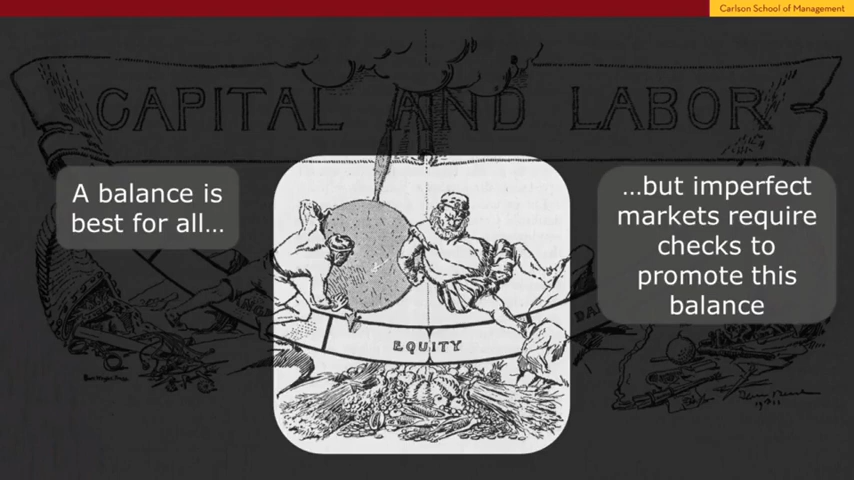 Carlson School of Management
CAPITAL AND LABOR
A balance is
best for all...
...but imperfect
markets require
checks to
promote this
balance
EQUITY